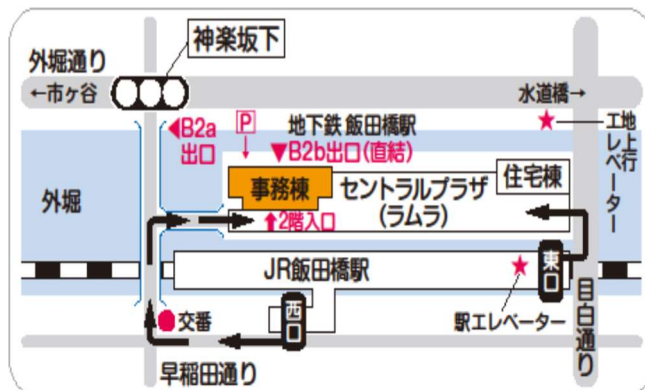 神楽坂下
外堀通り
←市ヶ谷
水道橋→
◀B2a
出口
P
地下鉄 飯田橋駅
▼B2b出口(直結)
★
地上行
エレベーター
外堀
事務棟
セントラルプラザ
(ラムラ)
住宅棟
⬆2階入口
JR飯田橋駅
★
東口
西口
●交番
駅エレベーター
目白通り
早稲田通り